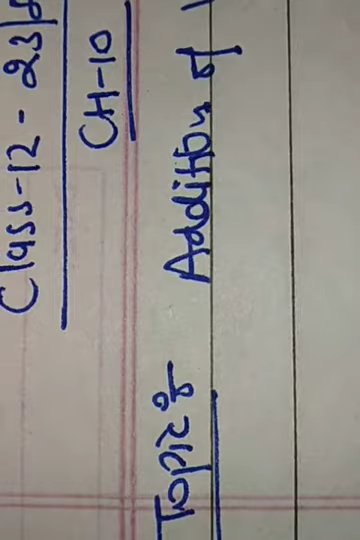 Class-12 - 23/
CH-10
Topic:- Addition of